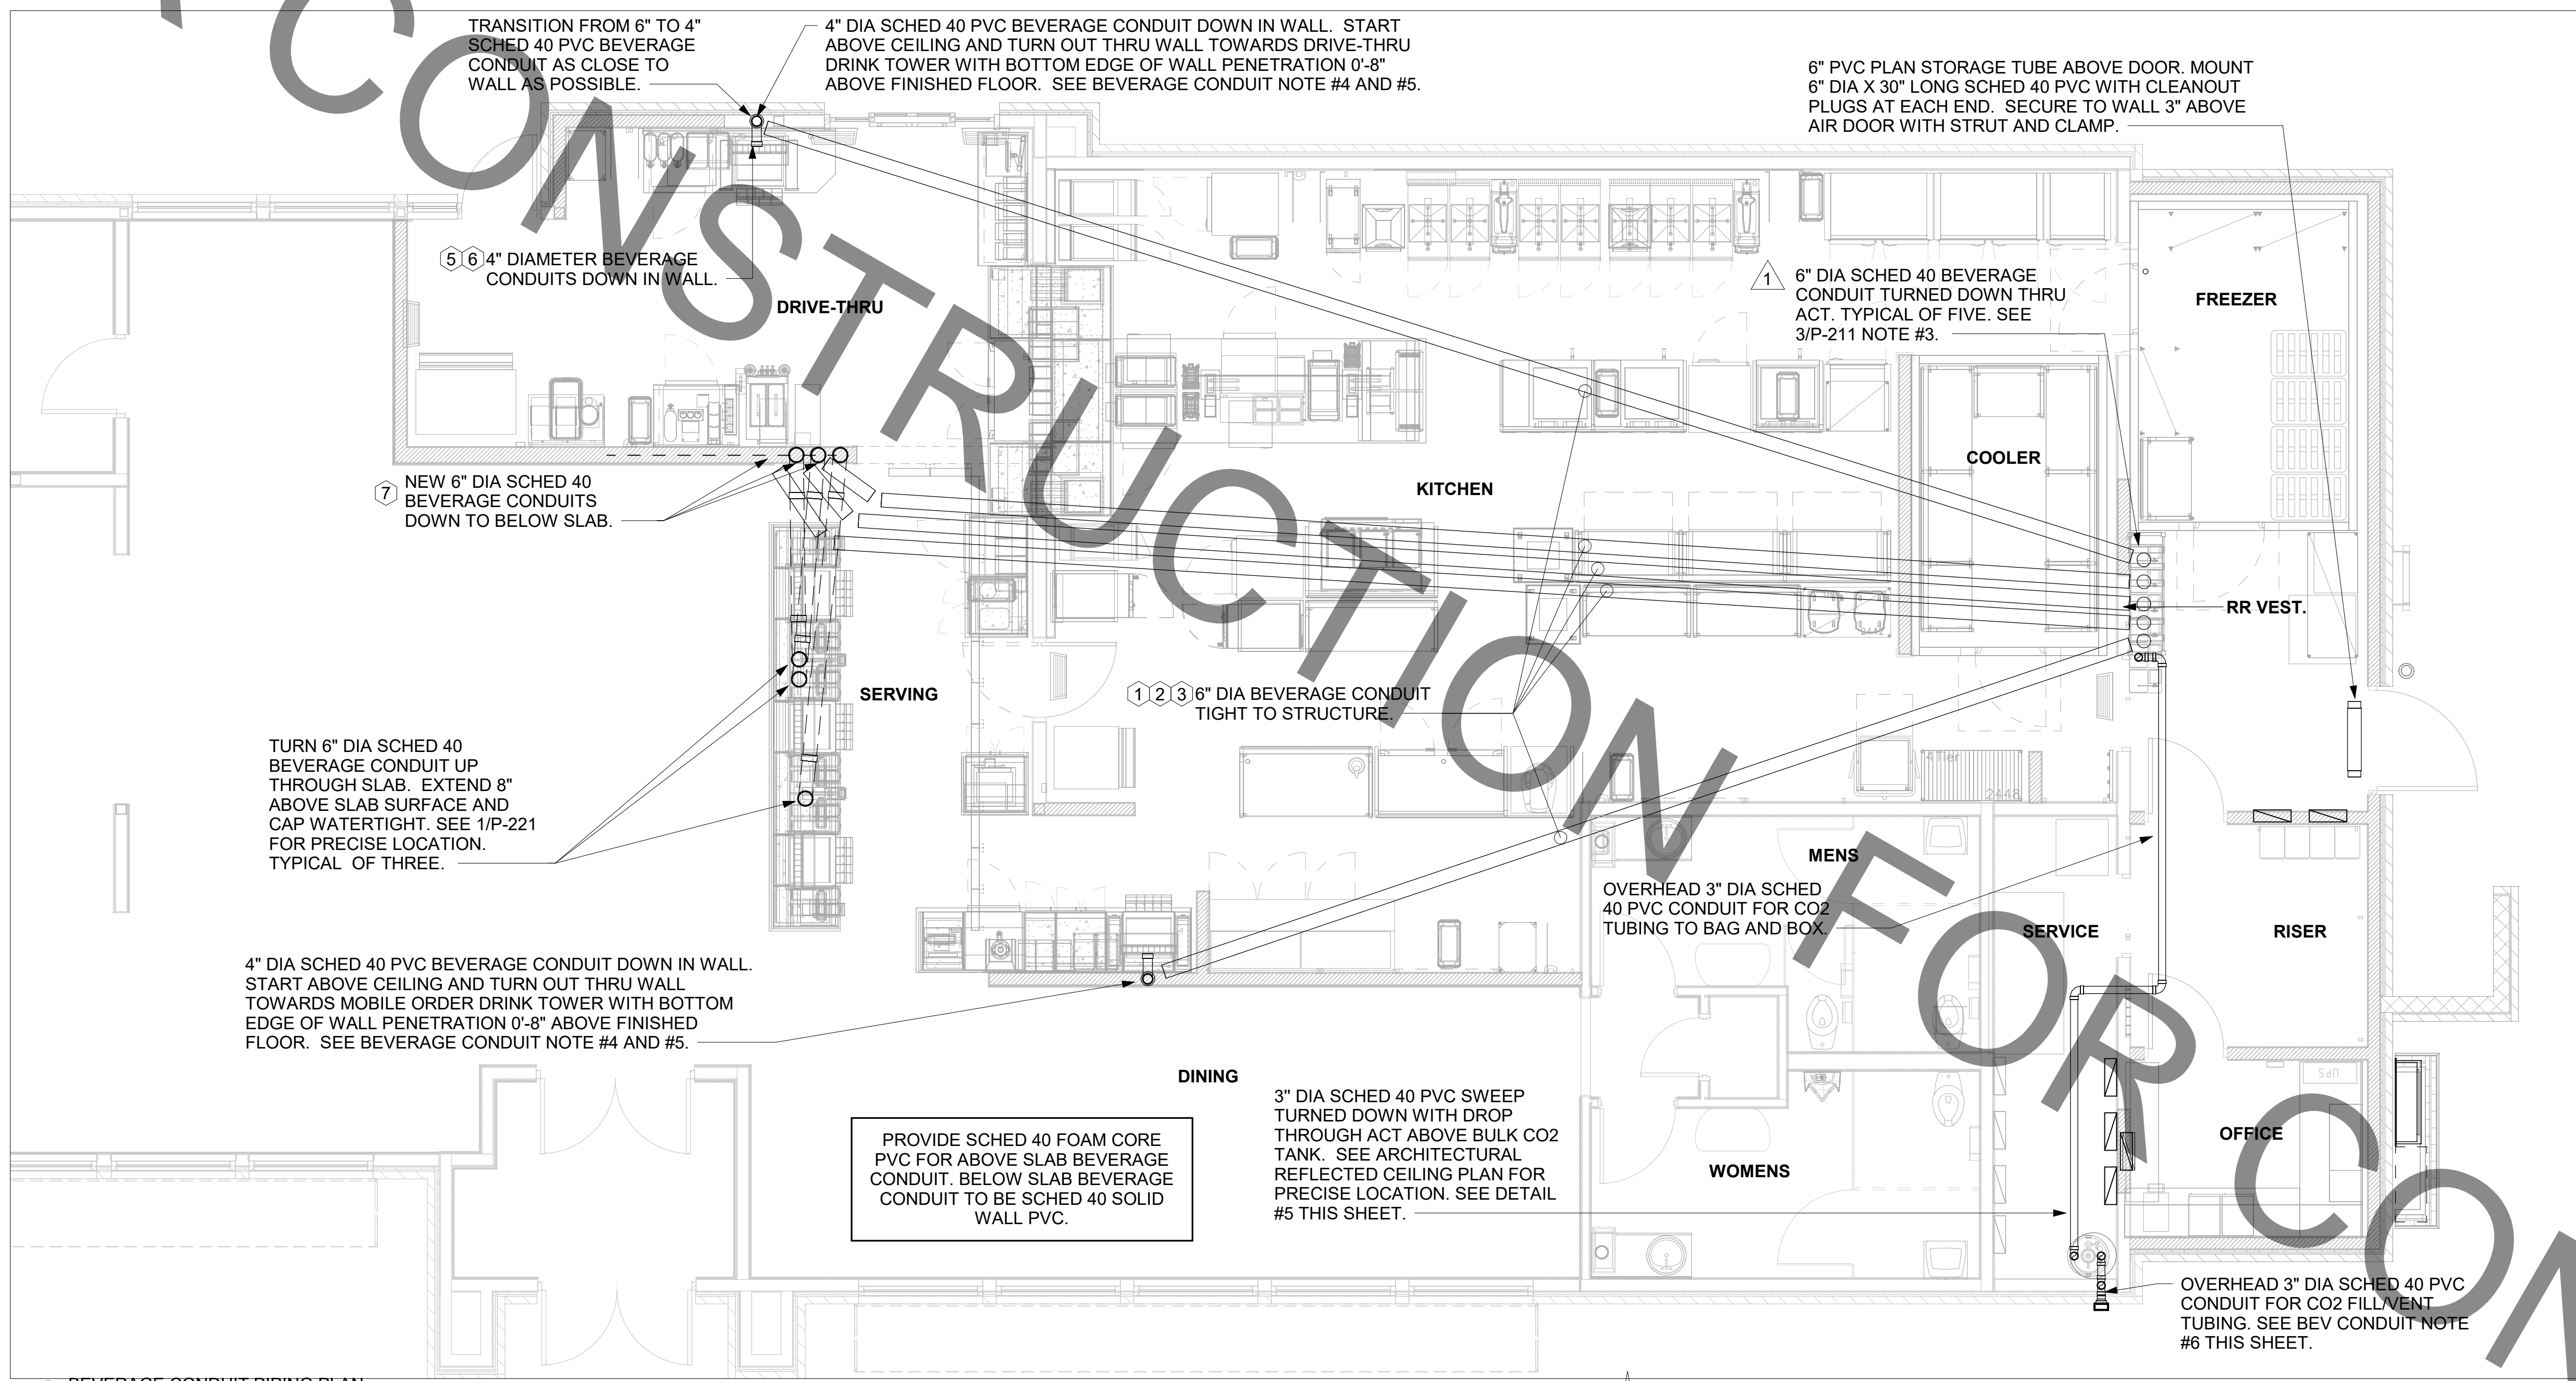 TRANSITION FROM 6" TO 4"
SCHED 40 PVC BEVERAGE
CONDUIT AS CLOSE TO
WALL AS POSSIBLE.
4" DIA SCHED 40 PVC BEVERAGE CONDUIT DOWN IN WALL. START
ABOVE CEILING AND TURN OUT THRU WALL TOWARDS DRIVE-THRU
DRINK TOWER WITH BOTTOM EDGE OF WALL PENETRATION 0'-8"
ABOVE FINISHED FLOOR. SEE BEVERAGE CONDUIT NOTE #4 AND #5.
6" PVC PLAN STORAGE TUBE ABOVE DOOR. MOUNT
6" DIA X 30" LONG SCHED 40 PVC WITH CLEANOUT
PLUGS AT EACH END. SECURE TO WALL 3" ABOVE
AIR DOOR WITH STRUT AND CLAMP.
5 6 4" DIAMETER BEVERAGE
CONDUITS DOWN IN WALL.
DRIVE-THRU
1
6" DIA SCHED 40 BEVERAGE
CONDUIT TURNED DOWN THRU
ACT. TYPICAL OF FIVE. SEE
3/P-211 NOTE #3.
FREEZER
COOLER
KITCHEN
7
NEW 6" DIA SCHED 40
BEVERAGE CONDUITS
DOWN TO BELOW SLAB.
RR VEST.
SERVING
1 2 3 6" DIA BEVERAGE CONDUIT
TIGHT TO STRUCTURE.
TURN 6" DIA SCHED 40
BEVERAGE CONDUIT UP
THROUGH SLAB. EXTEND 8"
ABOVE SLAB SURFACE AND
CAP WATERTIGHT. SEE 1/P-221
FOR PRECISE LOCATION.
TYPICAL OF THREE.
4 Tier
2448
MENS
OVERHEAD 3" DIA SCHED
40 PVC CONDUIT FOR CO2
TUBING TO BAG AND BOX.
SERVICE
RISER
4" DIA SCHED 40 PVC BEVERAGE CONDUIT DOWN IN WALL.
START ABOVE CEILING AND TURN OUT THRU WALL
TOWARDS MOBILE ORDER DRINK TOWER WITH BOTTOM
EDGE OF WALL PENETRATION 0'-8" ABOVE FINISHED
FLOOR. SEE BEVERAGE CONDUIT NOTE #4 AND #5.
DINING
UPS
3" DIA SCHED 40 PVC SWEEP
TURNED DOWN WITH DROP
THROUGH ACT ABOVE BULK CO2
TANK. SEE ARCHITECTURAL
REFLECTED CEILING PLAN FOR
PRECISE LOCATION. SEE DETAIL
#5 THIS SHEET.
PROVIDE SCHED 40 FOAM CORE
PVC FOR ABOVE SLAB BEVERAGE
CONDUIT. BELOW SLAB BEVERAGE
CONDUIT TO BE SCHED 40 SOLID
WALL PVC.
OFFICE
WOMENS
OVERHEAD 3" DIA SCHED 40 PVC
CONDUIT FOR CO2 FILL/VENT
TUBING. SEE BEV CONDUIT NOTE
#6 THIS SHEET.
BEVERAGE CONDUIT PIPING PLAN
CONSTRUCTION FOR CON